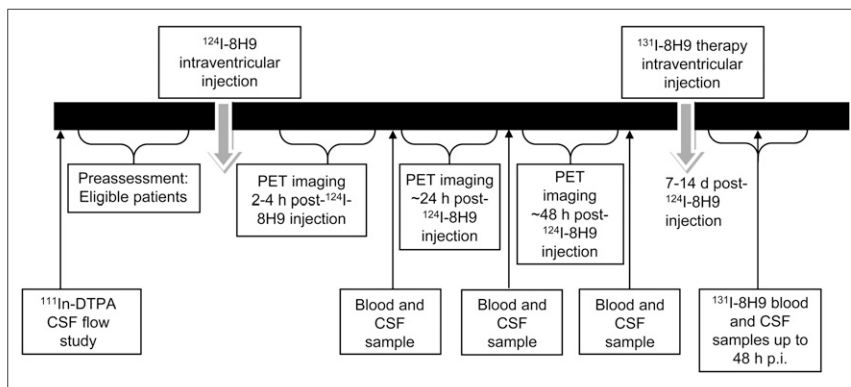 ¹²⁴I-8H9
intraventricular
injection
¹³¹I-8H9 therapy
intraventricular
injection
Preassessment:
Eligible patients
PET imaging
2-4 h post-¹²⁴I-
8H9 injection
PET imaging
~24 h post-
¹²⁴I-8H9
injection
PET
imaging
~48 h post-
¹²⁴I-8H9
injection
7-14 d post-
¹²⁴I-8H9
injection
¹¹¹In-DTPA
CSF flow
study
Blood and
CSF
sample
Blood and
CSF
sample
Blood and
CSF
sample
¹³¹I-8H9 blood
and CSF
samples up to
48 h p.i.